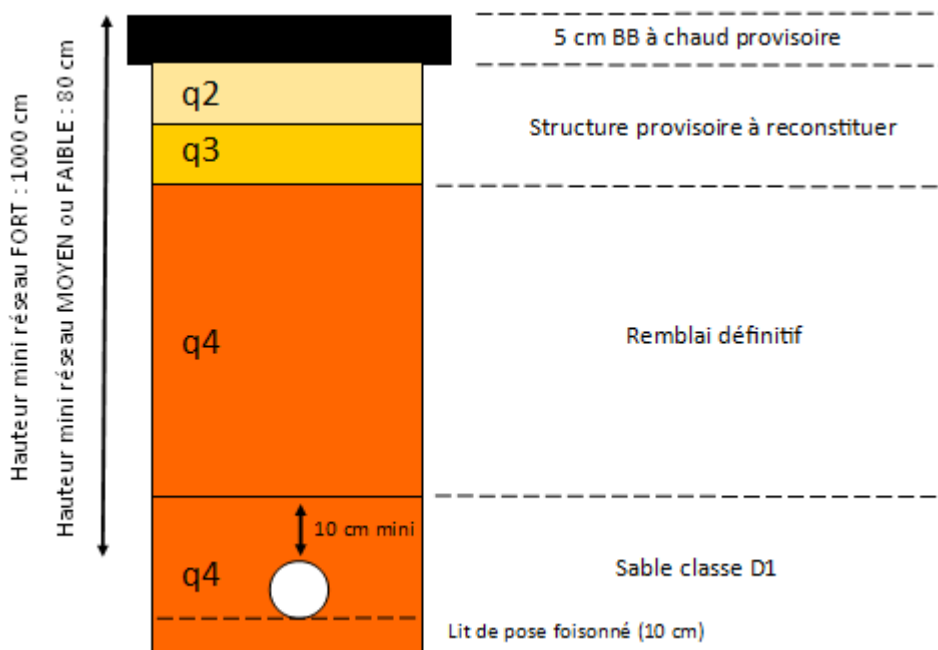 Hauteur mini réseau FORT : 1000 cm
Hauteur mini réseau MOYEN ou FAIBLE : 80 cm
5 cm BB à chaud provisoire
q2
Structure provisoire à reconstituer
q3
q4
Remblai définitif
10 cm mini
q4
Sable classe D1
Lit de pose foisonné (10 cm)